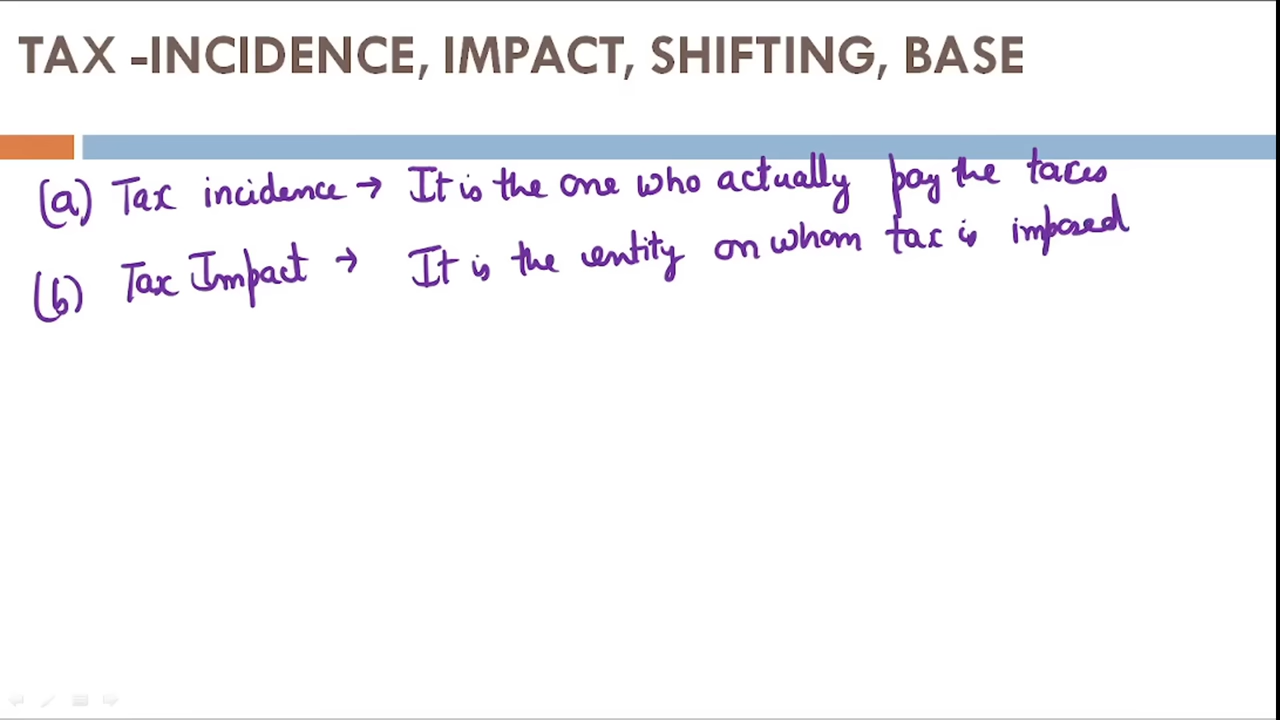 TAX -INCIDENCE, IMPACT, SHIFTING, BASE
(a) Tax incidence → It is the one who actually pay the taxes
(b) Tax Impact → It is the entity on whom tax is imposed